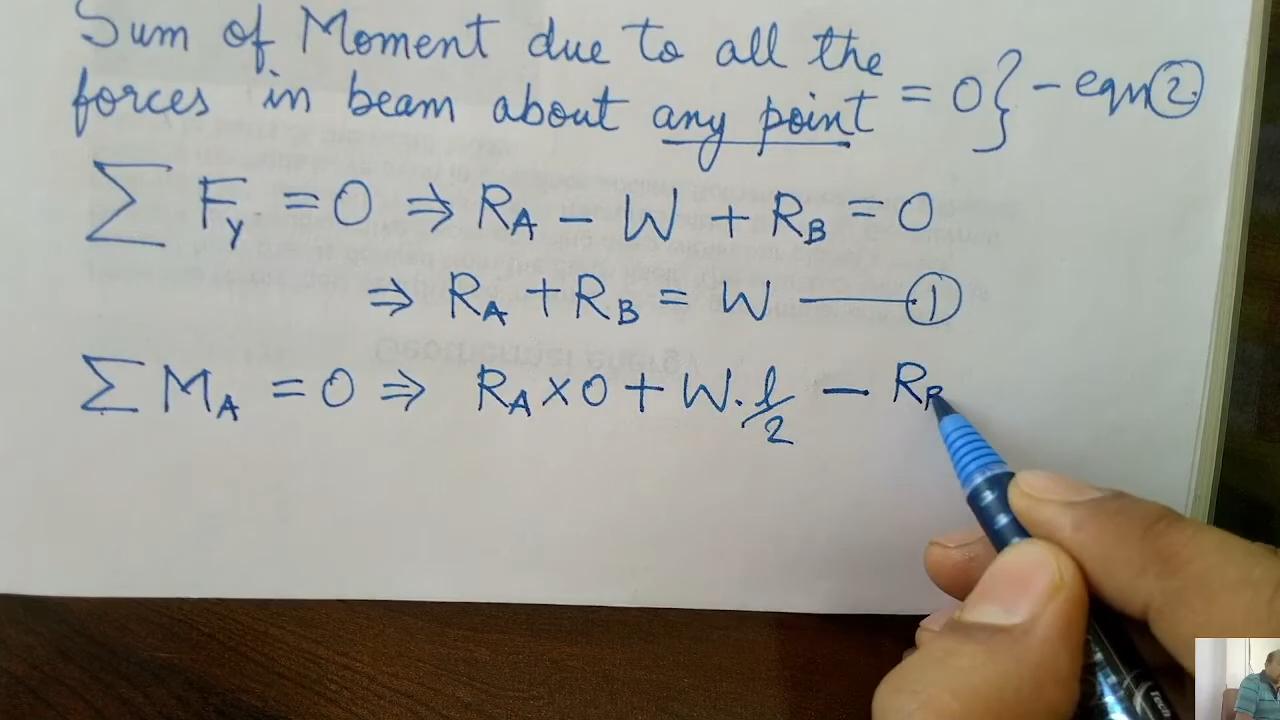 Sum of Moment due to all the
forces in beam about any point = 0} - eqn ②
∑ Fy = 0 ⇒ RA - W + RB = 0
⇒ RA + RB = W —— ①
∑ MA = 0 ⇒ RA × 0 + W. l/2 - RB